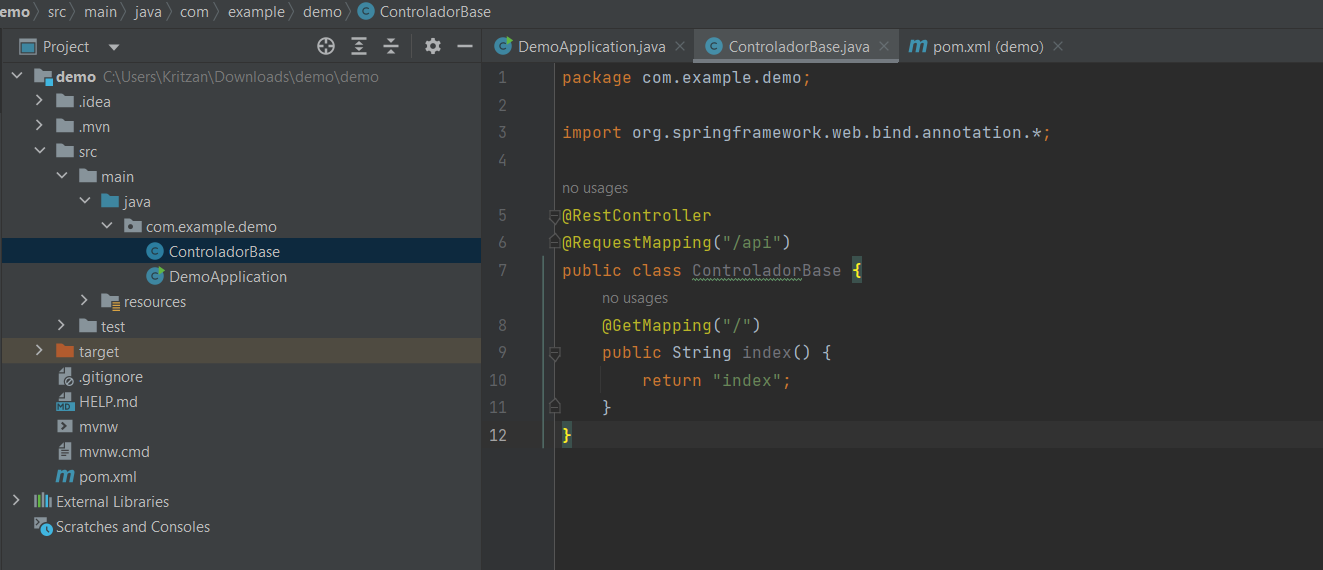 emo src main java com example demo ControladorBase
Project
demo C:\Users\Kritzan\Downloads\demo\demo
.idea
.mvn
src
main
java
com.example.demo
ControladorBase
DemoApplication
resources
test
target
.gitignore
HELP.md
mvnw
mvnw.cmd
pom.xml
External Libraries
Scratches and Consoles
DemoApplication.java ControladorBase.java pom.xml (demo)
1 package com.example.demo;
2
3 import org.springframework.web.bind.annotation.*;
4
no usages
5 @RestController
6 @RequestMapping("/api")
7 public class ControladorBase {
no usages
8 @GetMapping("/")
9 public String index() {
10 return "index";
11 }
12 }